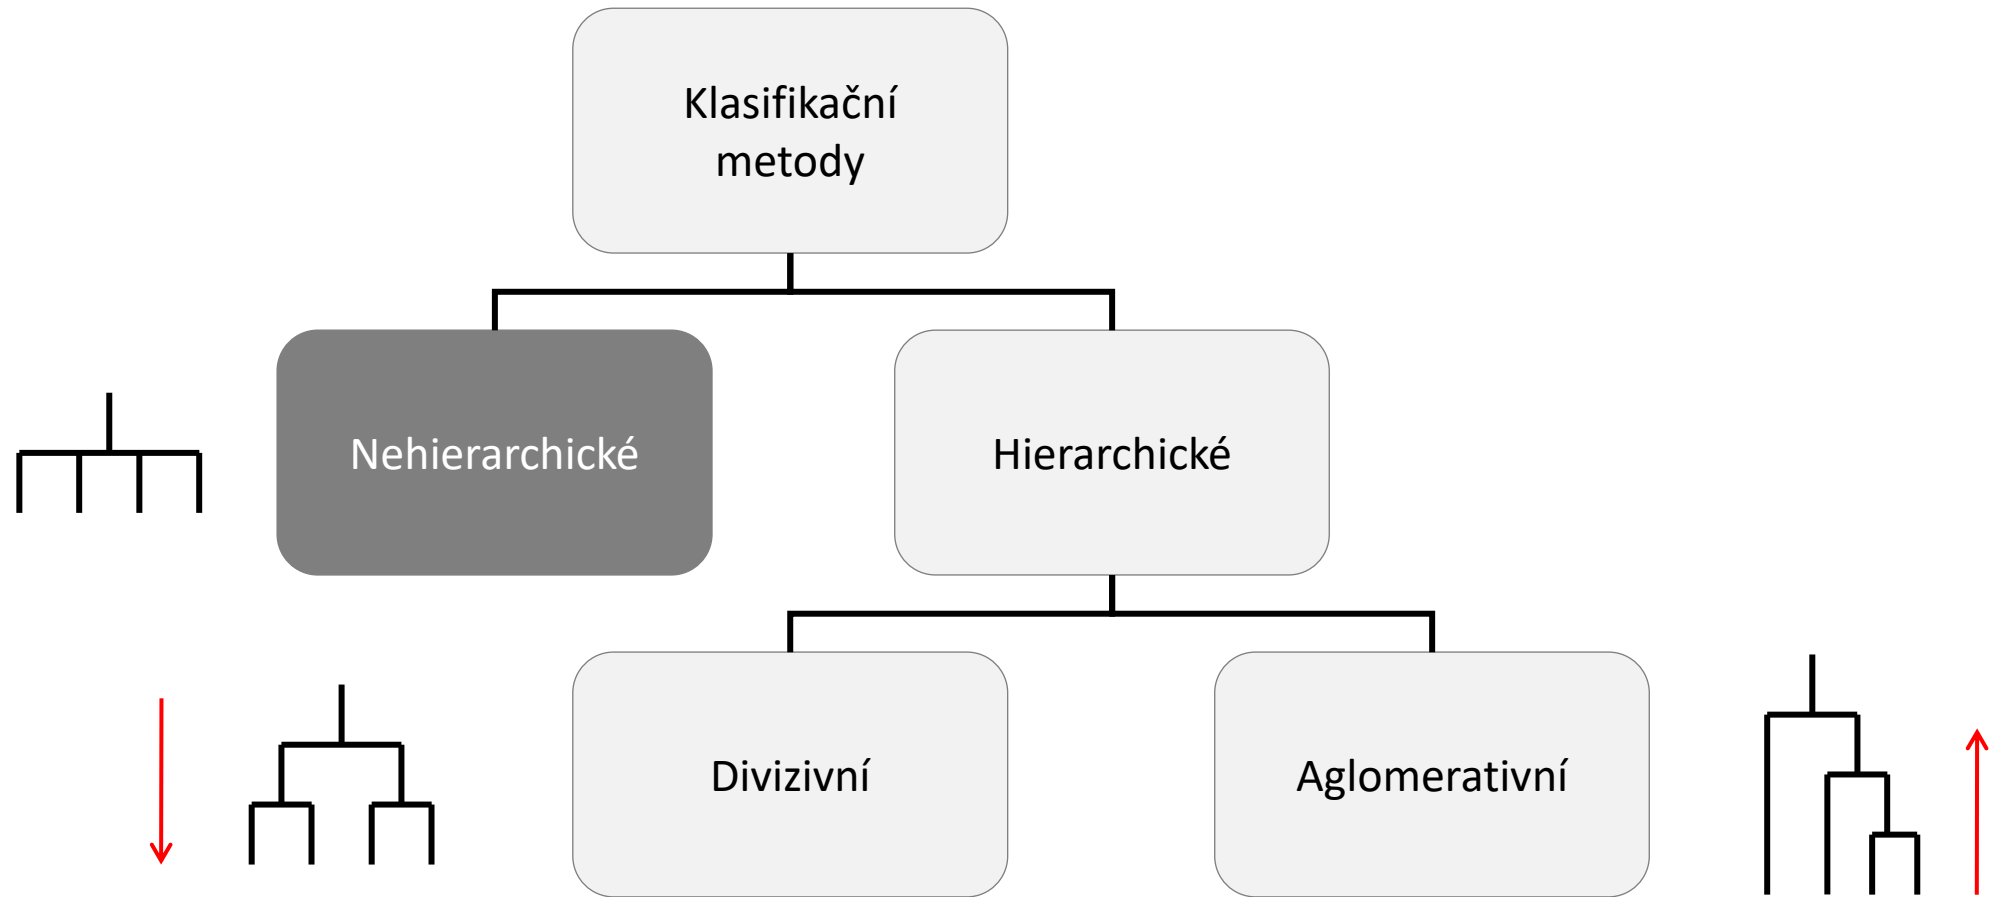 Klasifikační
metody
Nehierarchické
Hierarchické
Divizivní
Aglomerativní